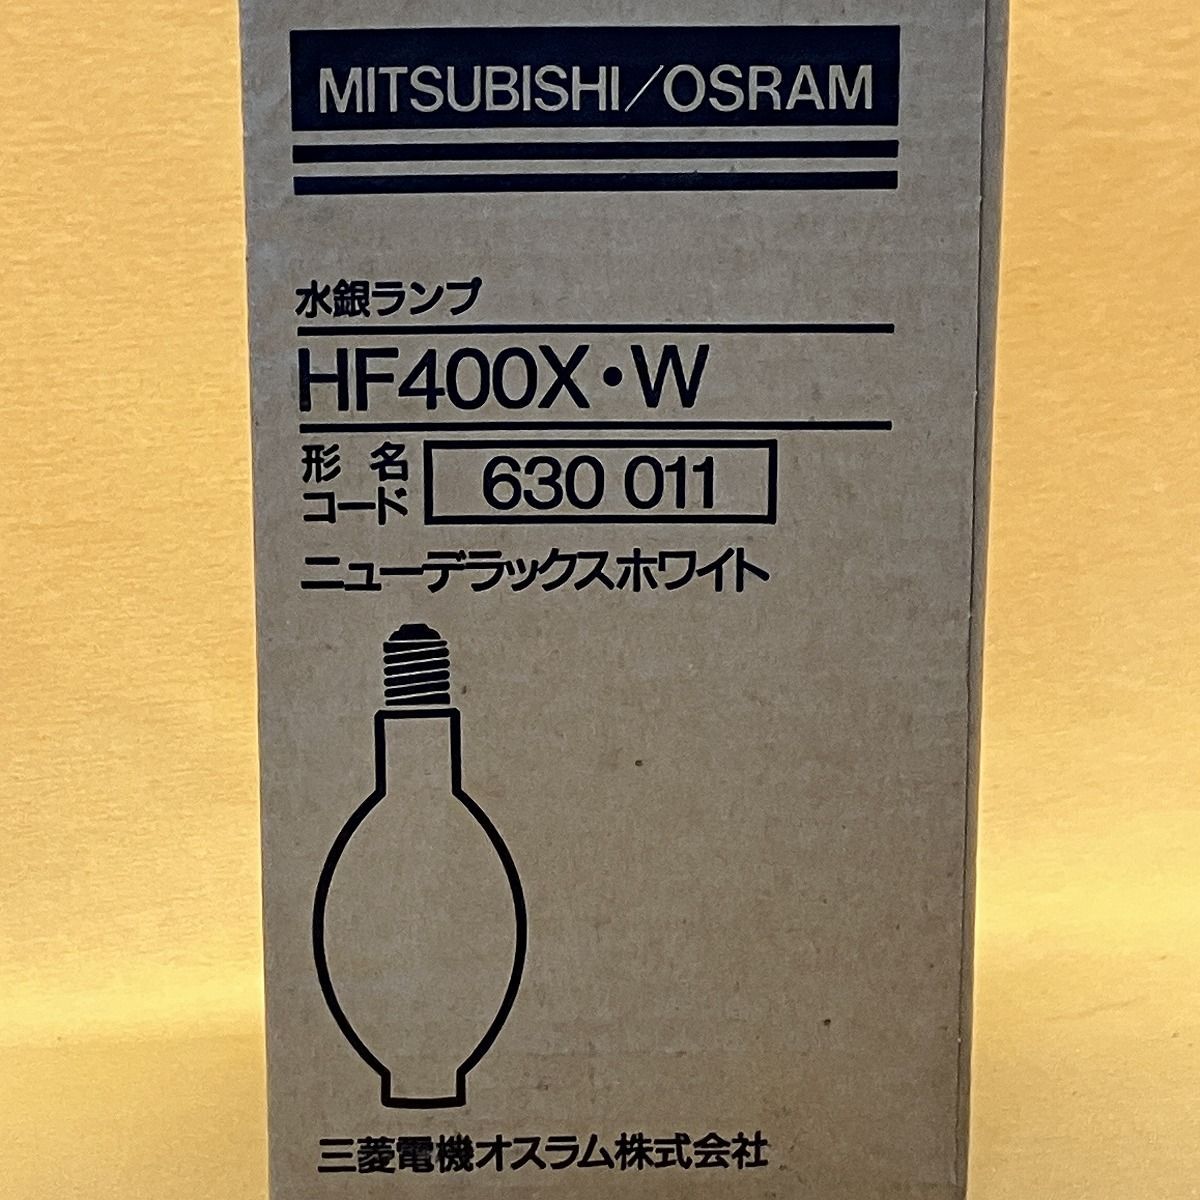 MITSUBISHI/OSRAM
水銀ランプ
HF400X・W
形名
コード
630 011
ニューデラックスホワイト
三菱電機オスラム株式会社